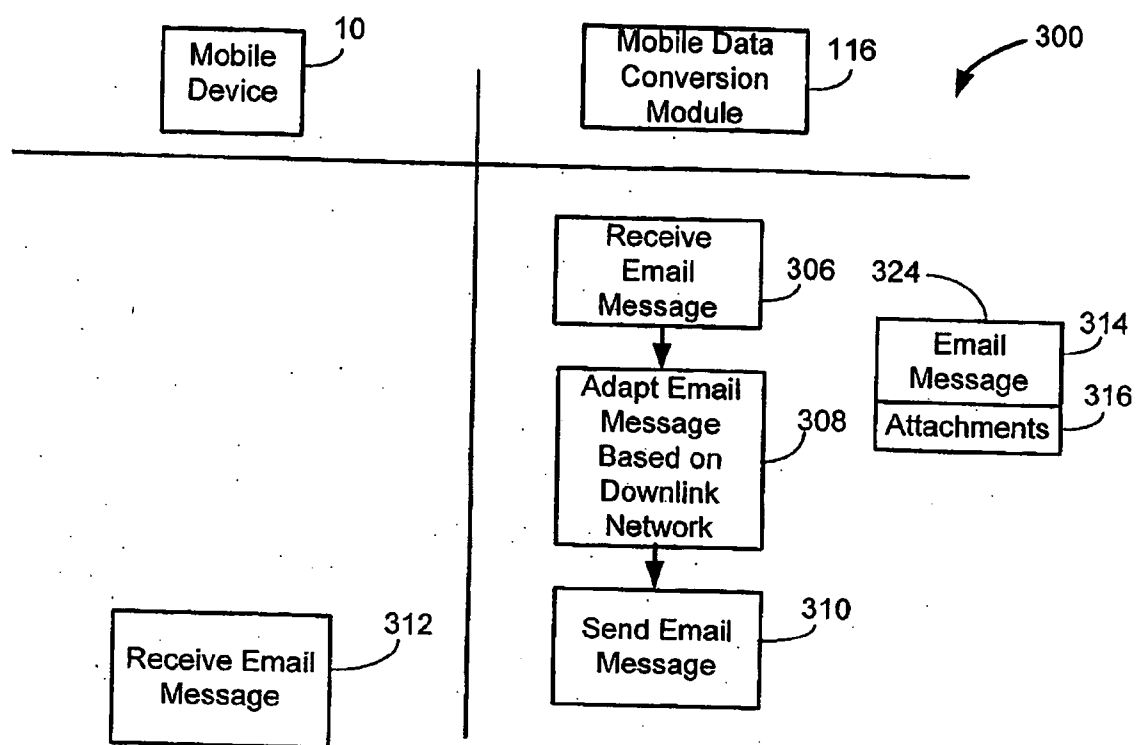 10
Mobile
Device
Mobile Data
Conversion
Module
116
300
Receive
Email
Message
306
324
Email
Message
314
Attachments
316
Adapt Email
Message
Based on
Downlink
Network
308
Send Email
Message
310
Receive Email
Message
312